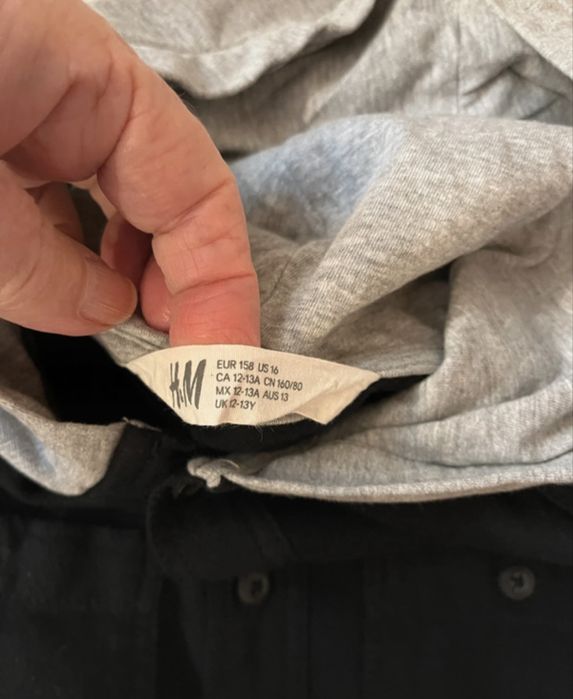 H&M
EUR 158 US 16
CA 12-13A CN 160/80
MX 12-13A AUS 13
UK 12-13Y